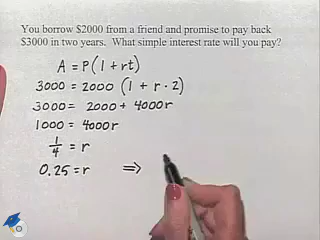 You borrow $2000 from a friend and promise to pay back
$3000 in two years. What simple interest rate will you pay?
A = P(1 + rt)
3000 = 2000 (1 + r · 2)
3000 = 2000 + 4000r
1000 = 4000r
1/4 = r
0.25 = r ⇒